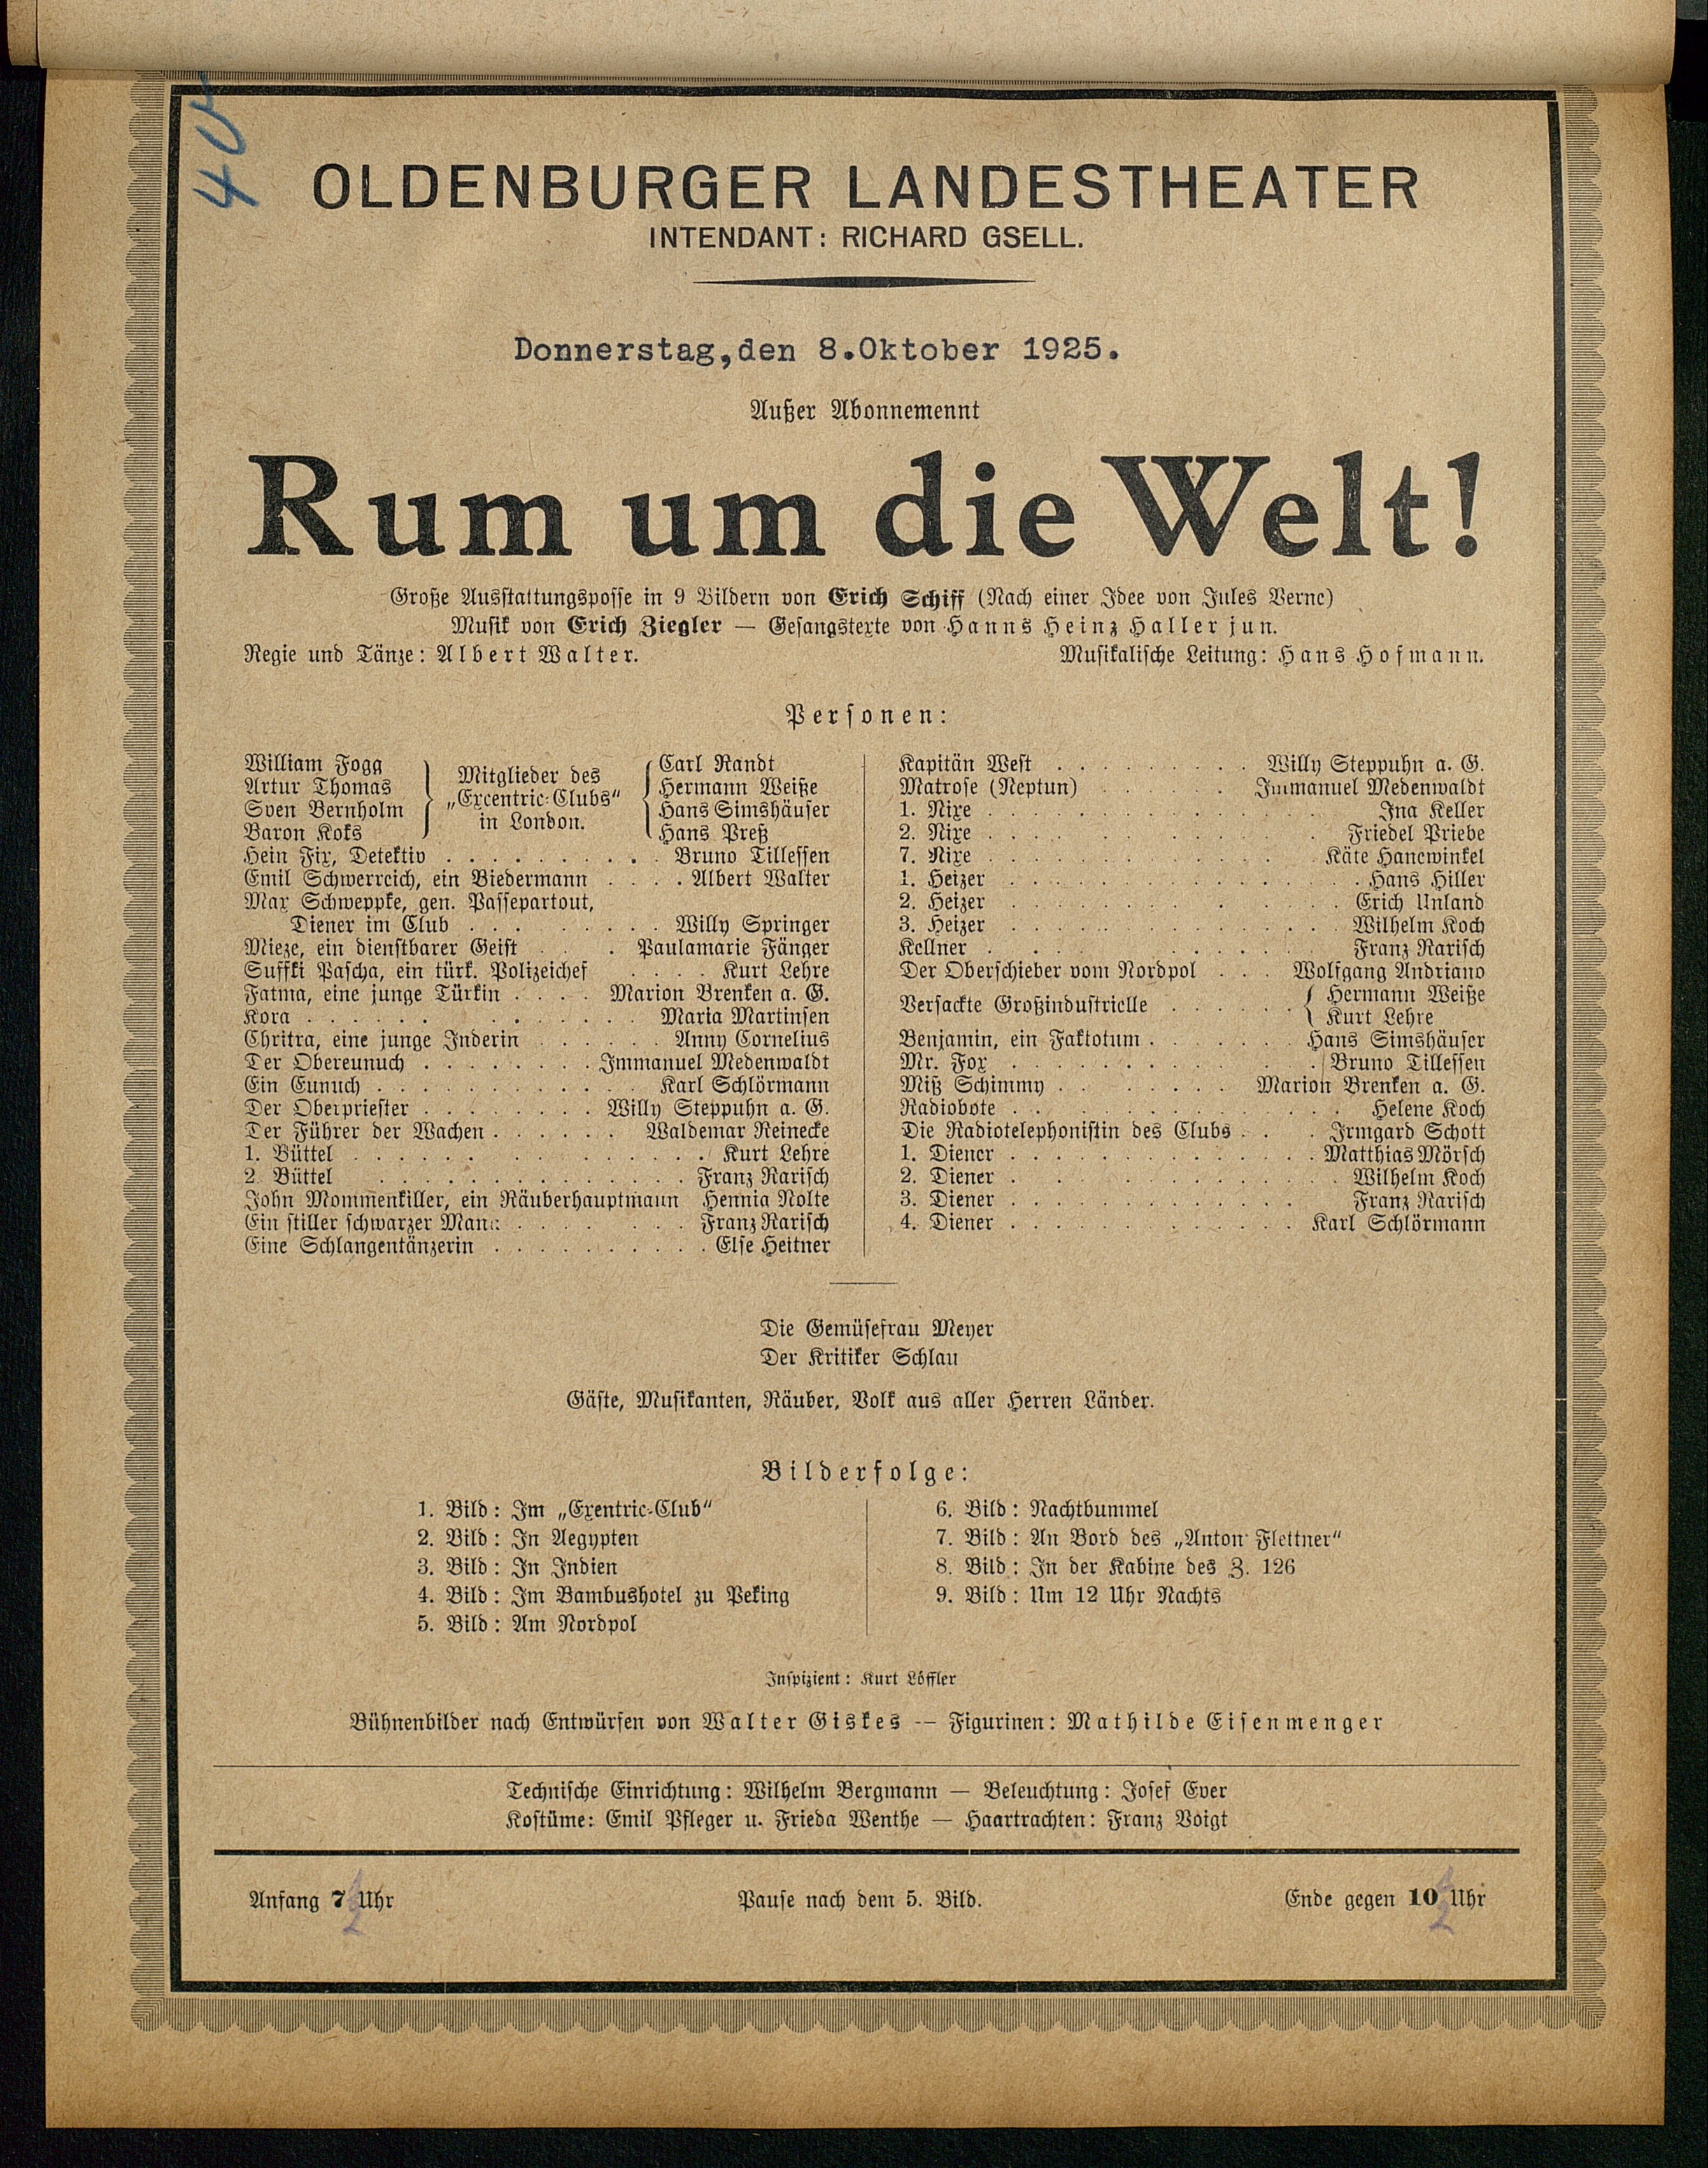 40
OLDENBURGER LANDESTHEATER
INTENDANT: RICHARD GSELL.
Donnerstag,den 8.Oktober 1925.
Außer Abonnemennt
Rum um die Welt!
Große Ausstattungsposse in 9 Bildern von Erich Schiff (Nach einer Idee von Jules Verne)
Musik von Erich Ziegler — Gesangstexte von Hanns Heinz Haller jun.
Regie und Tänze: Albert Walter. Musikalische Leitung: Hans Hofmann.
Personen:
William Fogg Carl Randt
Artur Thomas Hermann Weiße
Sven Bernholm Hans Simshäuser
Baron Koks Hans Preß
Mitglieder des
„Excentric-Clubs“
in London.
Hein Fix, Detektiv . . . . . . . . . Bruno Tillessen
Emil Schwerreich, ein Biedermann . . . . Albert Walter
Max Schweppke, gen. Passepartout,
Diener im Club . . . . . . . . Willy Springer
Mieze, ein dienstbarer Geist . . . Paulamarie Fänger
Suffki Pascha, ein türk. Polizeichef . . . . Kurt Lehre
Fatma, eine junge Türkin . . . . Marion Brenken a. G.
Kora . . . . . . . . . . . Maria Martinsen
Chritra, eine junge Inderin . . . . . . Anny Cornelius
Der Obereunuch . . . . . . . . Immanuel Medenwaldt
Ein Eunuch . . . . . . . . . . . Karl Schlörmann
Der Oberpriester . . . . . . . . Willy Steppuhn a. G.
Der Führer der Wachen . . . . . . Waldemar Reinecke
1. Büttel . . . . . . . . . . . . . Kurt Lehre
2 Büttel . . . . . . . . . . . . . Franz Rarisch
John Mommenkiller, ein Räuberhauptmann Hennia Nolte
Ein stiller schwarzer Mann . . . . . . . Franz Rarisch
Eine Schlangentänzerin . . . . . . . . . . Else Heitner
Kapitän West . . . . . . . . . Willy Steppuhn a. G.
Matrose (Neptun) . . . . . . Immanuel Medenwaldt
1. Nixe . . . . . . . . . . . . . Ina Keller
2. Nixe . . . . . . . . . . . . . Friedel Priebe
7. Nixe . . . . . . . . . . . . . Käte Hanewinkel
1. Heizer . . . . . . . . . . . . . Hans Hiller
2. Heizer . . . . . . . . . . . . . Erich Unland
3. Heizer . . . . . . . . . . . . . Wilhelm Koch
Kellner . . . . . . . . . . . . . Franz Rarisch
Der Oberschieber vom Nordpol . . . Wolfgang Andriano
Versackte Großindustrielle . . . . . . Hermann Weiße
Kurt Lehre
Benjamin, ein Faktotum . . . . . . . Hans Simshäuser
Mr. Fox . . . . . . . . . . . . Bruno Tillessen
Miß Schimmy . . . . . . . . Marion Brenken a. G.
Radiobote . . . . . . . . . . . . . Helene Koch
Die Radiotelephonistin des Clubs . . . Irmgard Schott
1. Diener . . . . . . . . . . . . . Matthias Mörsch
2. Diener . . . . . . . . . . . . . Wilhelm Koch
3. Diener . . . . . . . . . . . . . Franz Rarisch
4. Diener . . . . . . . . . . . . . Karl Schlörmann
Die Gemüsefrau Meyer
Der Kritiker Schlau
Gäste, Musikanten, Räuber, Volk aus aller Herren Länder.
Bilderfolge:
1. Bild: Im „Exentric-Club“
2. Bild: In Aegypten
3. Bild: In Indien
4. Bild: Im Bambushotel zu Peking
5. Bild: Am Nordpol
6. Bild: Nachtbummel
7. Bild: An Bord des „Anton Flettner“
8. Bild: In der Kabine des Z. 126
9. Bild: Um 12 Uhr Nachts
Inspizient: Kurt Löffler
Bühnenbilder nach Entwürfen von Walter Giskes — Figurinen: Mathilde Eisenmenger
Technische Einrichtung: Wilhelm Bergmann — Beleuchtung: Josef Ever
Kostüme: Emil Pfleger u. Frieda Wenthe — Haartrachten: Franz Voigt
Anfang 7 1/2 Uhr Pause nach dem 5. Bild. Ende gegen 10 1/2 Uhr